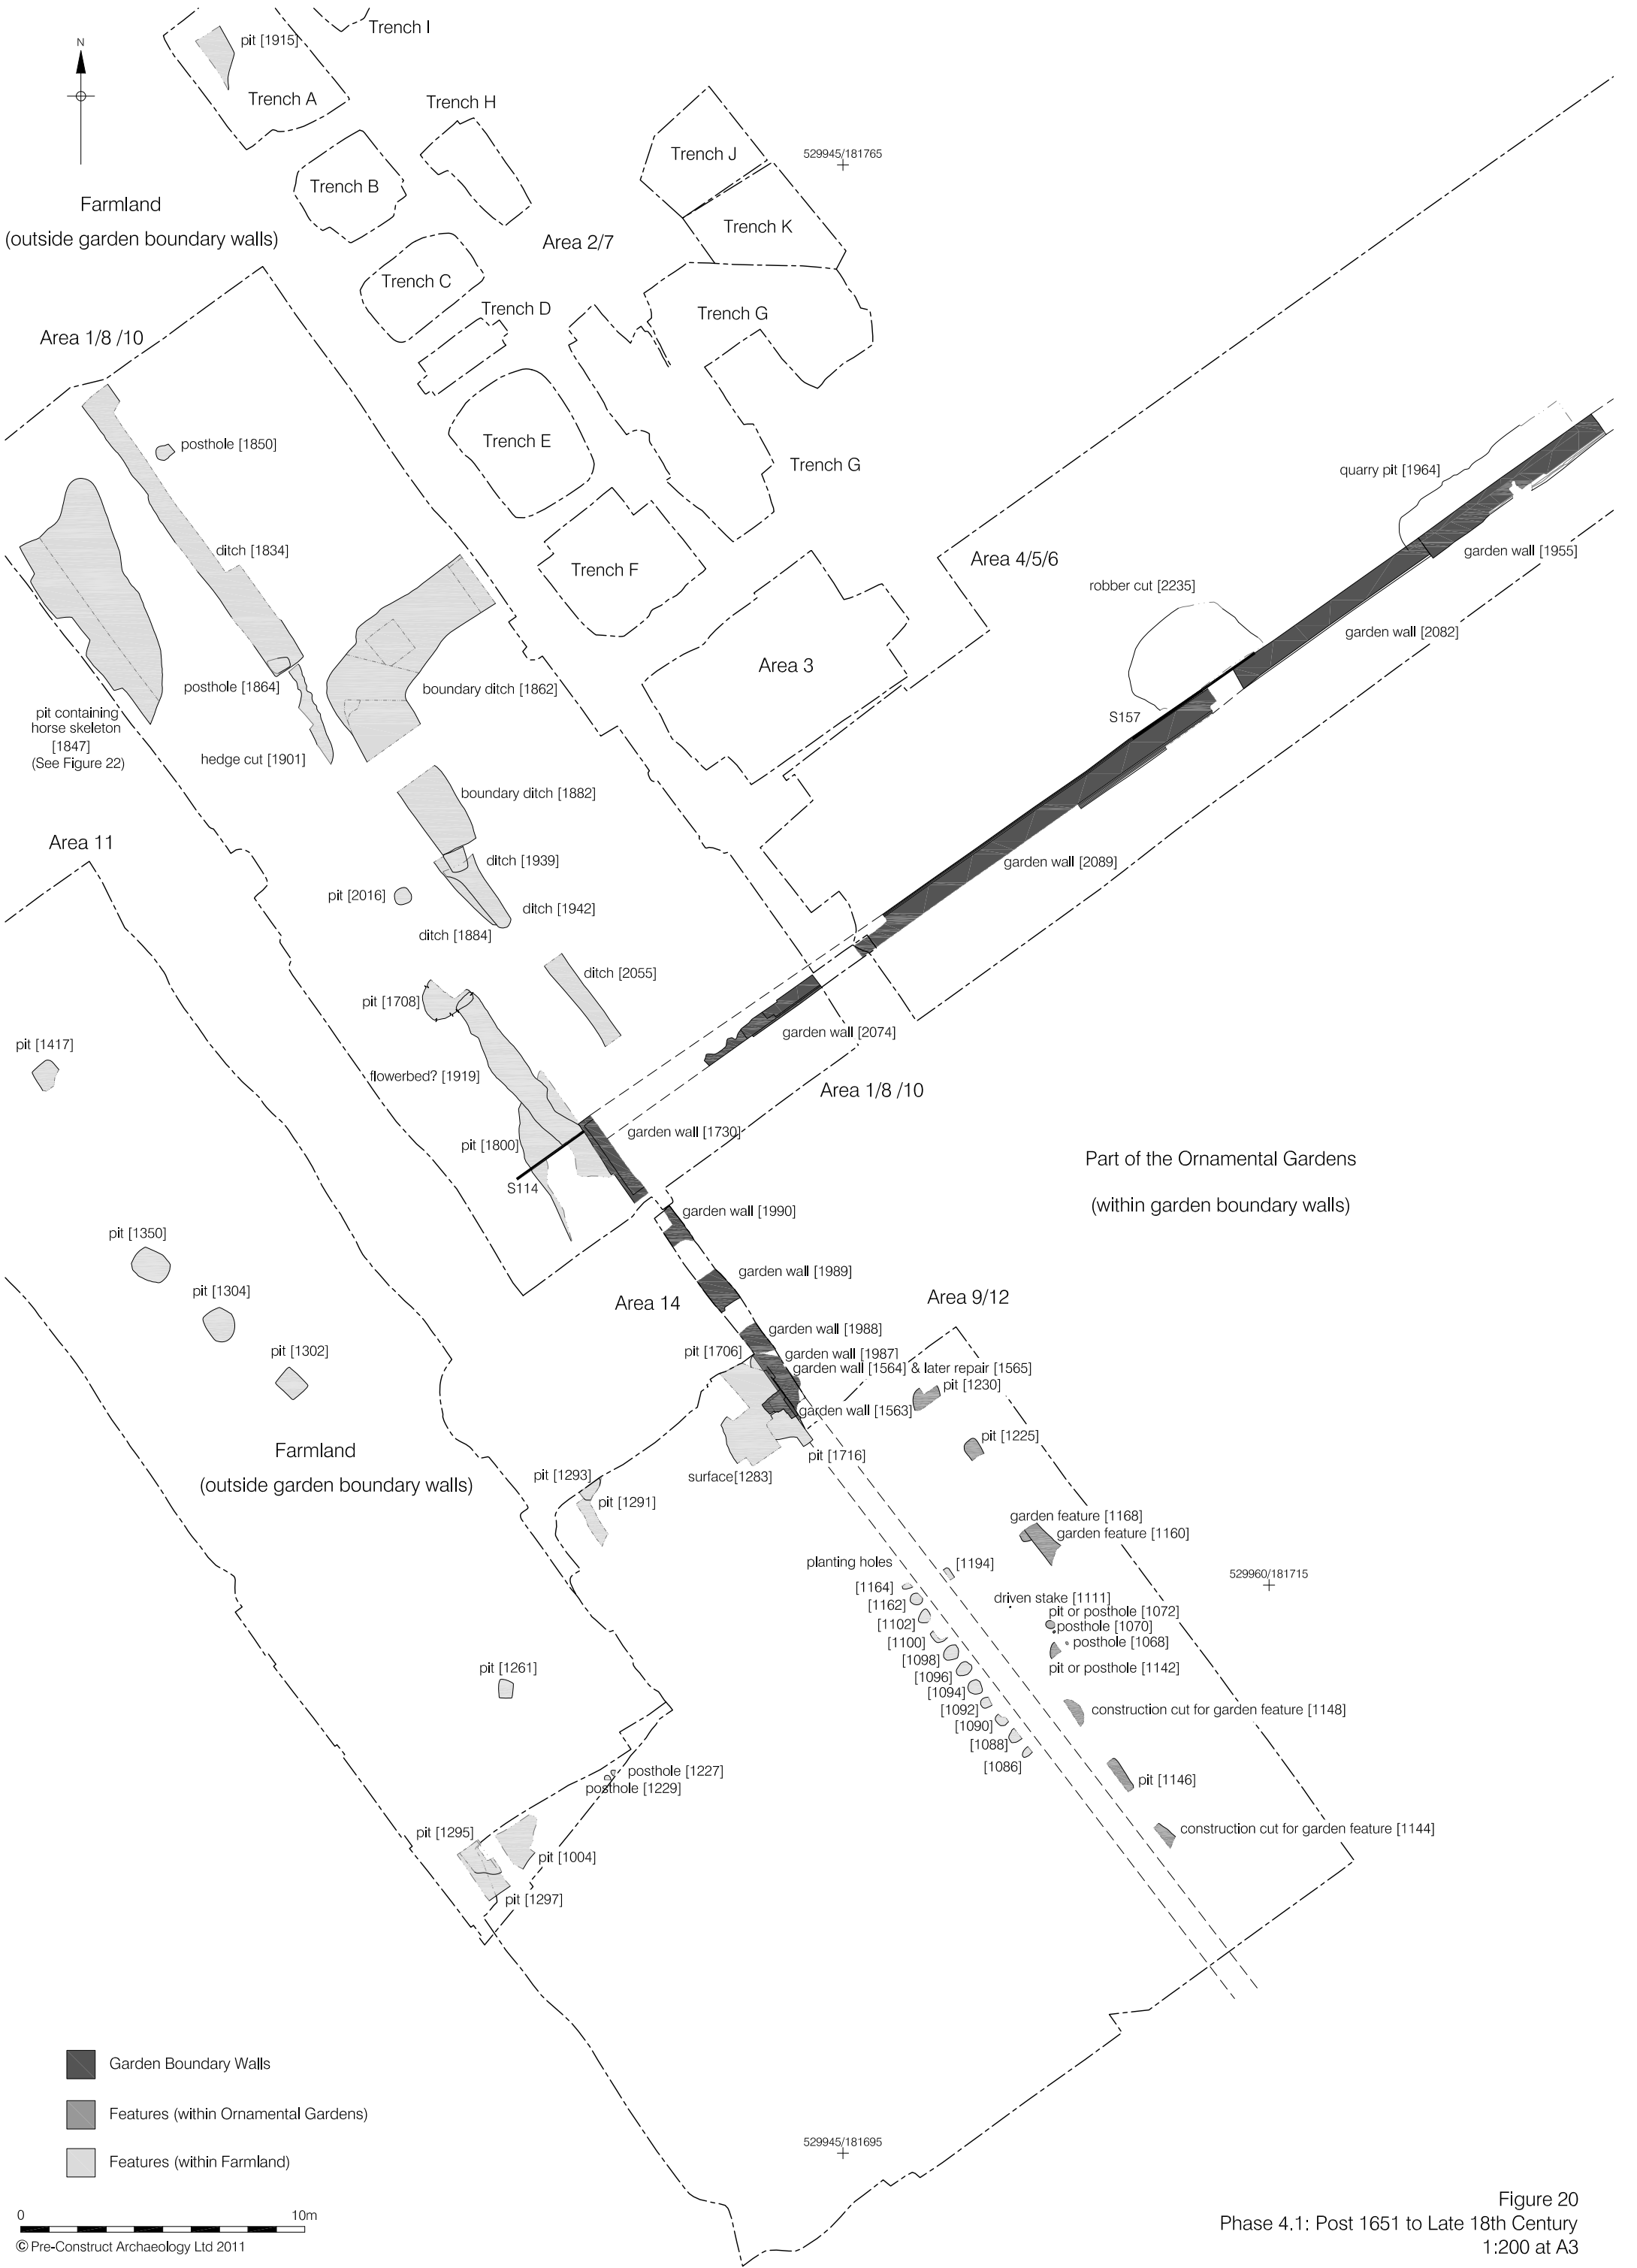 Trench I
N
pit [1915]
Trench A
Trench H
Trench J
529945/181765
Trench B
Farmland
(outside garden boundary walls)
Trench K
Area 2/7
Trench C
Trench D
Trench G
Area 1/8 /10
Trench E
posthole [1850]
Trench G
quarry pit [1964]
ditch [1834]
garden wall [1955]
Area 4/5/6
Trench F
robber cut [2235]
garden wall [2082]
Area 3
posthole [1864]
boundary ditch [1862]
pit containing
horse skeleton
[1847]
(See Figure 22)
S157
hedge cut [1901]
boundary ditch [1882]
Area 11
ditch [1939]
garden wall [2089]
pit [2016]
ditch [1942]
ditch [1884]
ditch [2055]
pit [1708]
garden wall [2074]
pit [1417]
flowerbed? [1919]
Area 1/8 /10
garden wall [1730]
pit [1800]
S114
Part of the Ornamental Gardens
(within garden boundary walls)
garden wall [1990]
pit [1350]
garden wall [1989]
pit [1304]
Area 14
Area 9/12
garden wall [1988]
pit [1302]
pit [1706]
garden wall [1987]
garden wall [1564] & later repair [1565]
pit [1230]
garden wall [1563]
pit [1225]
Farmland
(outside garden boundary walls)
pit [1716]
surface[1283]
pit [1293]
pit [1291]
garden feature [1168]
garden feature [1160]
planting holes
[1194]
529960/181715
[1164]
driven stake [1111]
[1162]
pit or posthole [1072]
[1102]
posthole [1070]
[1100]
posthole [1068]
[1098]
pit or posthole [1142]
pit [1261]
[1096]
[1094]
[1092]
construction cut for garden feature [1148]
[1090]
[1088]
[1086]
posthole [1227]
posthole [1229]
pit [1146]
pit [1295]
construction cut for garden feature [1144]
pit [1004]
pit [1297]
Garden Boundary Walls
Features (within Ornamental Gardens)
529945/181695
Features (within Farmland)
0 10m
© Pre-Construct Archaeology Ltd 2011
Figure 20
Phase 4.1: Post 1651 to Late 18th Century
1:200 at A3